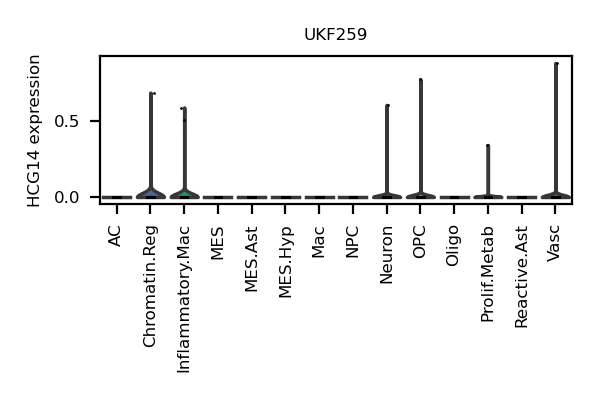 UKF259
HCG14 expression
0.5
0.0
AC
Chromatin.Reg
Inflammatory.Mac
MES
MES.Ast
MES.Hyp
Mac
NPC
Neuron
OPC
Oligo
Prolif.Metab
Reactive.Ast
Vasc